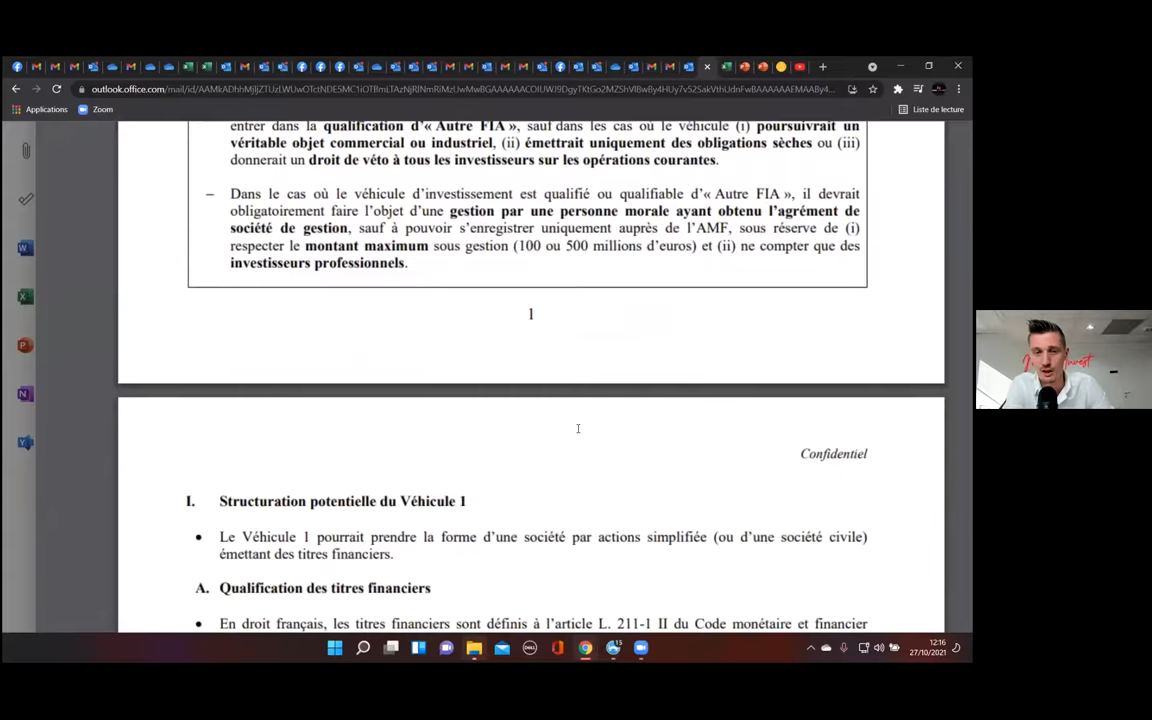 outlook.office.com/mail/id/AAMkADhhMjljZTUzLWUwOTctNDE5MC1iOTBmLTAzNjRjNmRiMzUwMwBGAAAAAACOlUWJ9DgyTKtGo2MZShVlBwBy4HUy7v52SakVthUdnFwBAAAAAAEMAABy4...
Applications
Zoom
Liste de lecture
entrer dans la qualification d'« Autre FIA », sauf dans les cas où le véhicule (i) poursuivrait un
véritable objet commercial ou industriel, (ii) émettrait uniquement des obligations sèches ou (iii)
donnerait un droit de véto à tous les investisseurs sur les opérations courantes.
– Dans le cas où le véhicule d'investissement est qualifié ou qualifiable d'« Autre FIA », il devrait
obligatoirement faire l'objet d'une gestion par une personne morale ayant obtenu l'agrément de
société de gestion, sauf à pouvoir s'enregistrer uniquement auprès de l'AMF, sous réserve de (i)
respecter le montant maximum sous gestion (100 ou 500 millions d'euros) et (ii) ne compter que des
investisseurs professionnels.
1
Confidentiel
I. Structuration potentielle du Véhicule 1
• Le Véhicule 1 pourrait prendre la forme d'une société par actions simplifiée (ou d'une société civile)
émettant des titres financiers.
A. Qualification des titres financiers
• En droit français, les titres financiers sont définis à l'article L. 211-1 II du Code monétaire et financier
12:16
27/10/2021